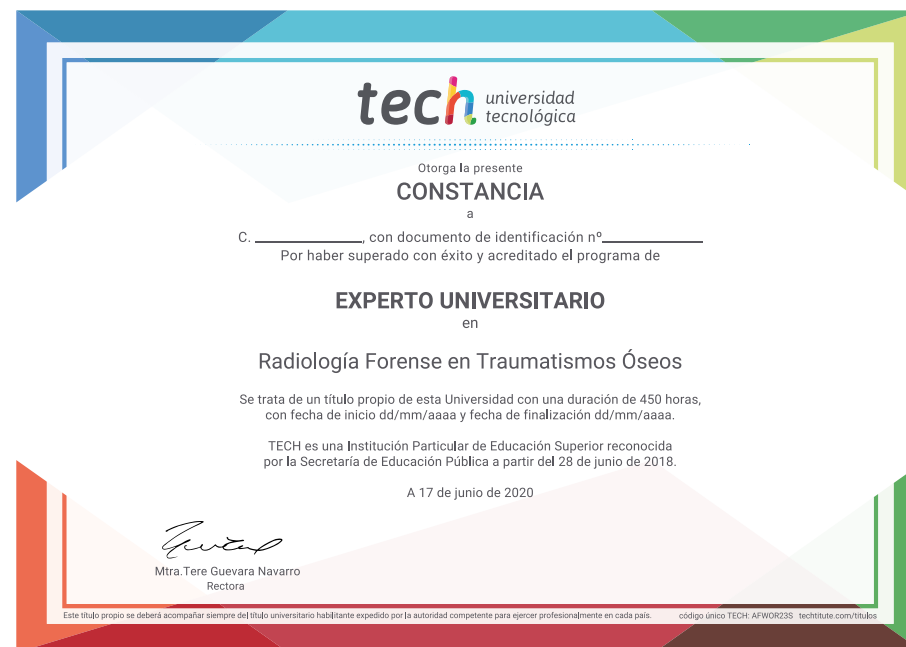 tech universidad
tecnológica
Otorga la presente
CONSTANCIA
a
C. ____________, con documento de identificación nº____________
Por haber superado con éxito y acreditado el programa de
EXPERTO UNIVERSITARIO
en
Radiología Forense en Traumatismos Óseos
Se trata de un título propio de esta Universidad con una duración de 450 horas,
con fecha de inicio dd/mm/aaaa y fecha de finalización dd/mm/aaaa.
TECH es una Institución Particular de Educación Superior reconocida
por la Secretaría de Educación Pública a partir del 28 de junio de 2018.
A 17 de junio de 2020
Mtra.Tere Guevara Navarro
Rectora
Este título propio se deberá acompañar siempre del título universitario habilitante expedido por la autoridad competente para ejercer profesionalmente en cada país. código único TECH: AFWOR23S techtitute.com/titulos